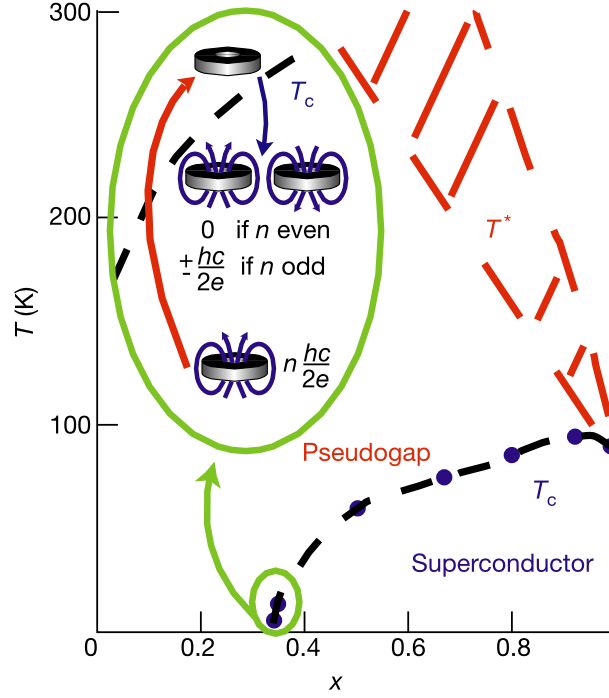 300
T_c
0 if n even
± hc/2e if n odd
200
T*
T (K)
n hc/2e
100
Pseudogap
T_c
Superconductor
0 0.2 0.4 0.6 0.8
x